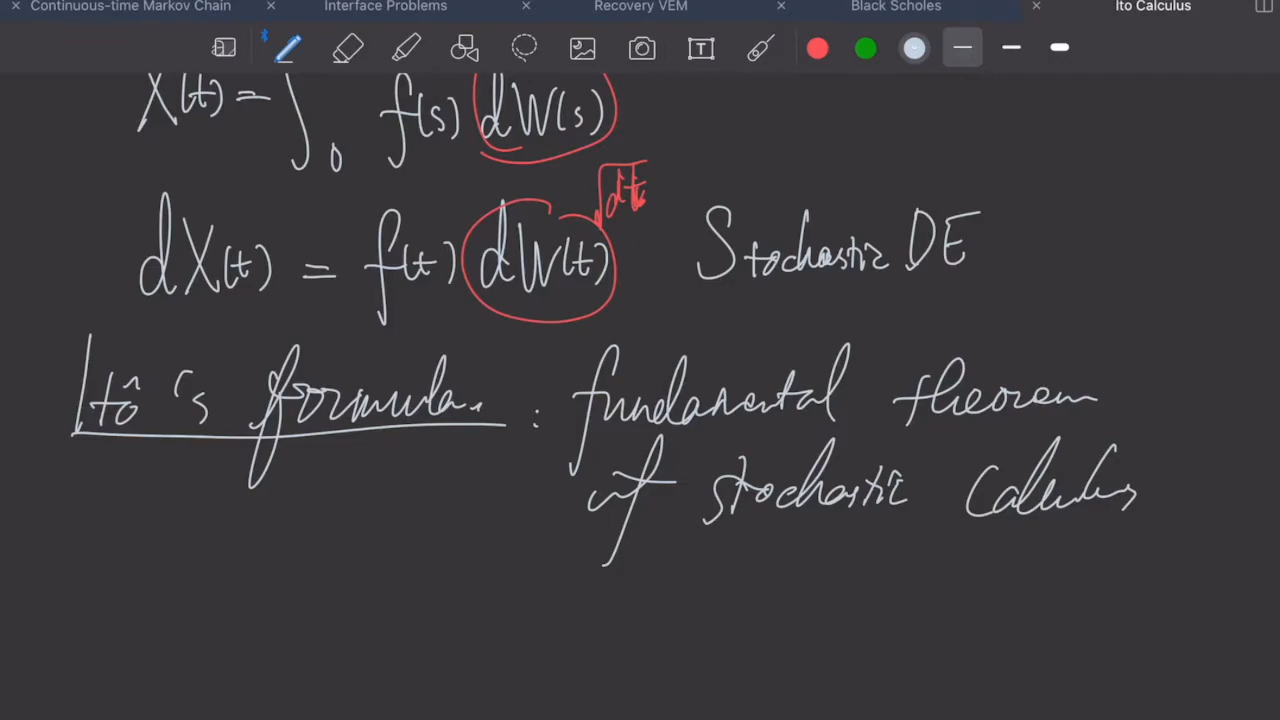 Continuous-time Markov Chain Interface Problems Recovery VEM Black Scholes Ito Calculus
X(t) = ∫₀ f(s) dW(s)
√dt
dX(t) = f(t) dW(t) Stochastic DE
Itô's formula. : fundamental theorem
of stochastic Calculus